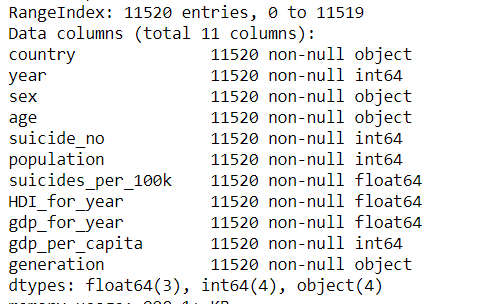 RangeIndex: 11520 entries, 0 to 11519
Data columns (total 11 columns):
country 11520 non-null object
year 11520 non-null int64
sex 11520 non-null object
age 11520 non-null object
suicide_no 11520 non-null int64
population 11520 non-null int64
suicides_per_100k 11520 non-null float64
HDI_for_year 11520 non-null float64
gdp_for_year 11520 non-null float64
gdp_per_capita 11520 non-null int64
generation 11520 non-null object
dtypes: float64(3), int64(4), object(4)